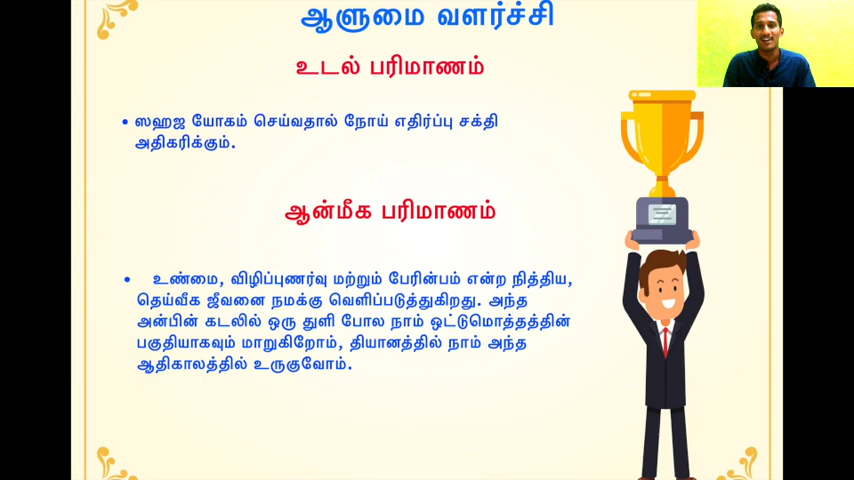 ஆளுமை வளர்ச்சி
உடல் பரிமாணம்
• ஸஹஜ யோகம் செய்வதால் நோய் எதிர்ப்பு சக்தி
அதிகரிக்கும்.
ஆன்மீக பரிமாணம்
• உண்மை, விழிப்புணர்வு மற்றும் பேரின்பம் என்ற நித்திய,
தெய்வீக ஜீவனை நமக்கு வெளிப்படுத்துகிறது. அந்த
அன்பின் கடலில் ஒரு துளி போல நாம் ஒட்டுமொத்தத்தின்
பகுதியாகவும் மாறுகிறோம், தியானத்தில் நாம் அந்த
ஆதிகாலத்தில் உருகுவோம்.